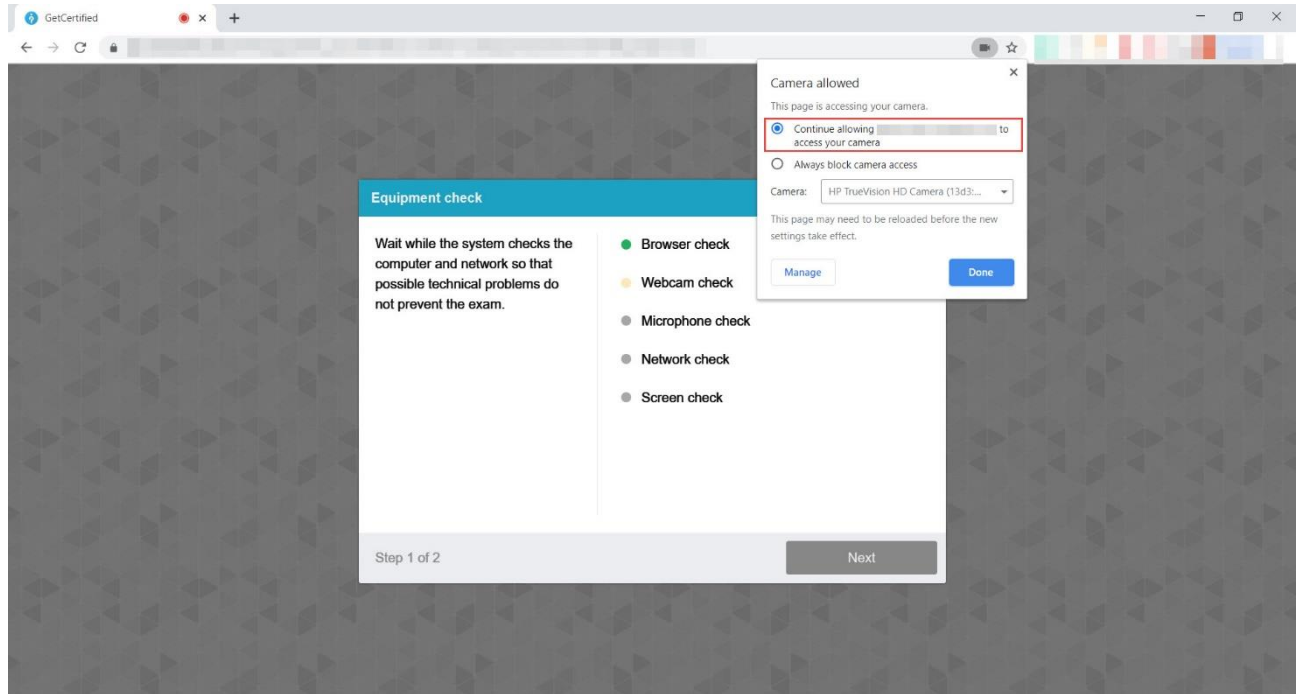 GetCertified
Camera allowed
This page is accessing your camera.
Continue allowing to
access your camera
Always block camera access
Camera: HP TrueVision HD Camera (13d3:...
This page may need to be reloaded before the new
settings take effect.
Manage Done
Equipment check
Wait while the system checks the
computer and network so that
possible technical problems do
not prevent the exam.
Browser check
Webcam check
Microphone check
Network check
Screen check
Step 1 of 2
Next